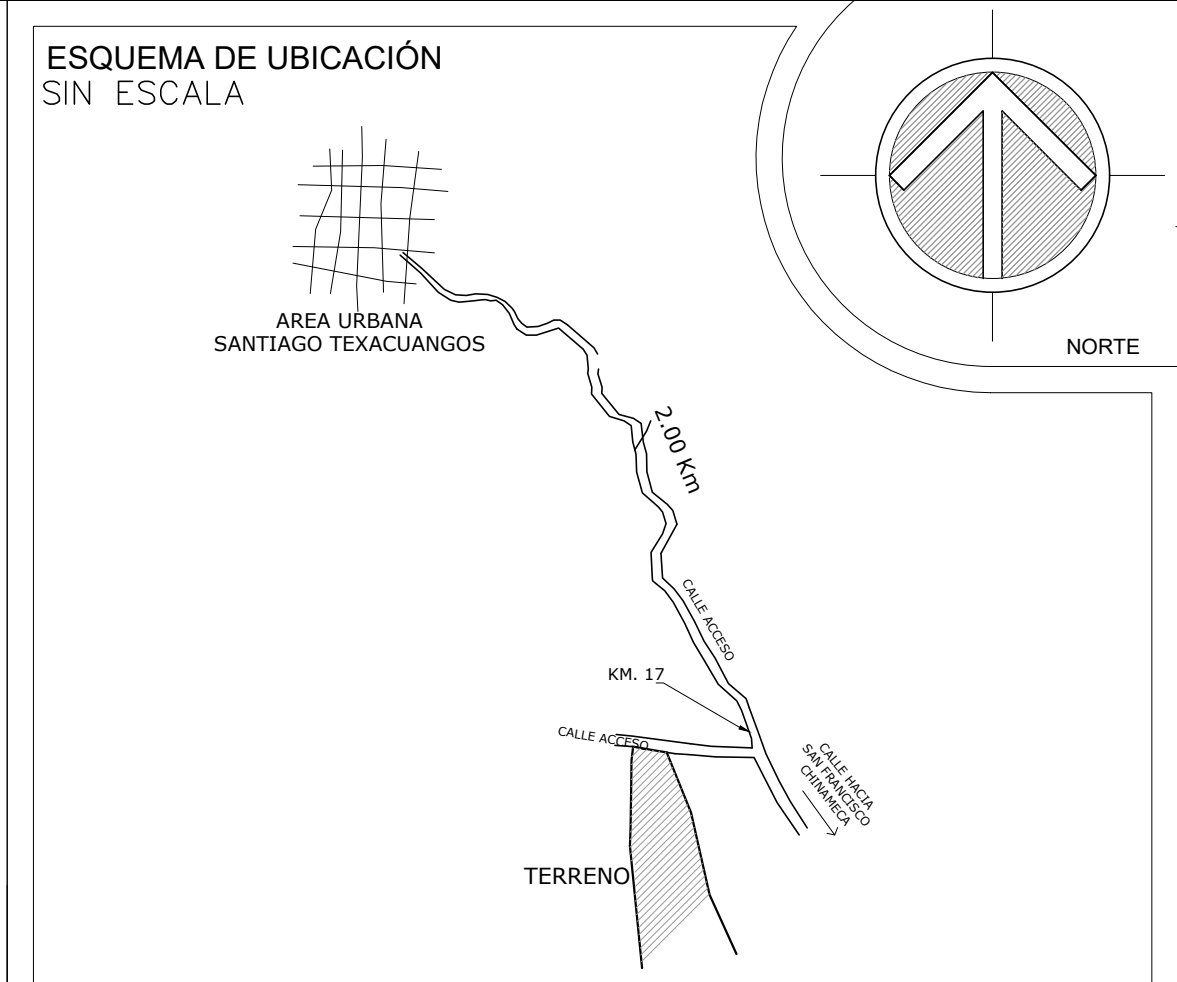 ESQUEMA DE UBICACIÓN
SIN ESCALA
NORTE
AREA URBANA
SANTIAGO TEXACUANGOS
2.00 Km
CALLE ACCESO
KM. 17
CALLE ACCESO
CALLE HACIA
SAN FRANCISCO
CHINAMECA
TERRENO